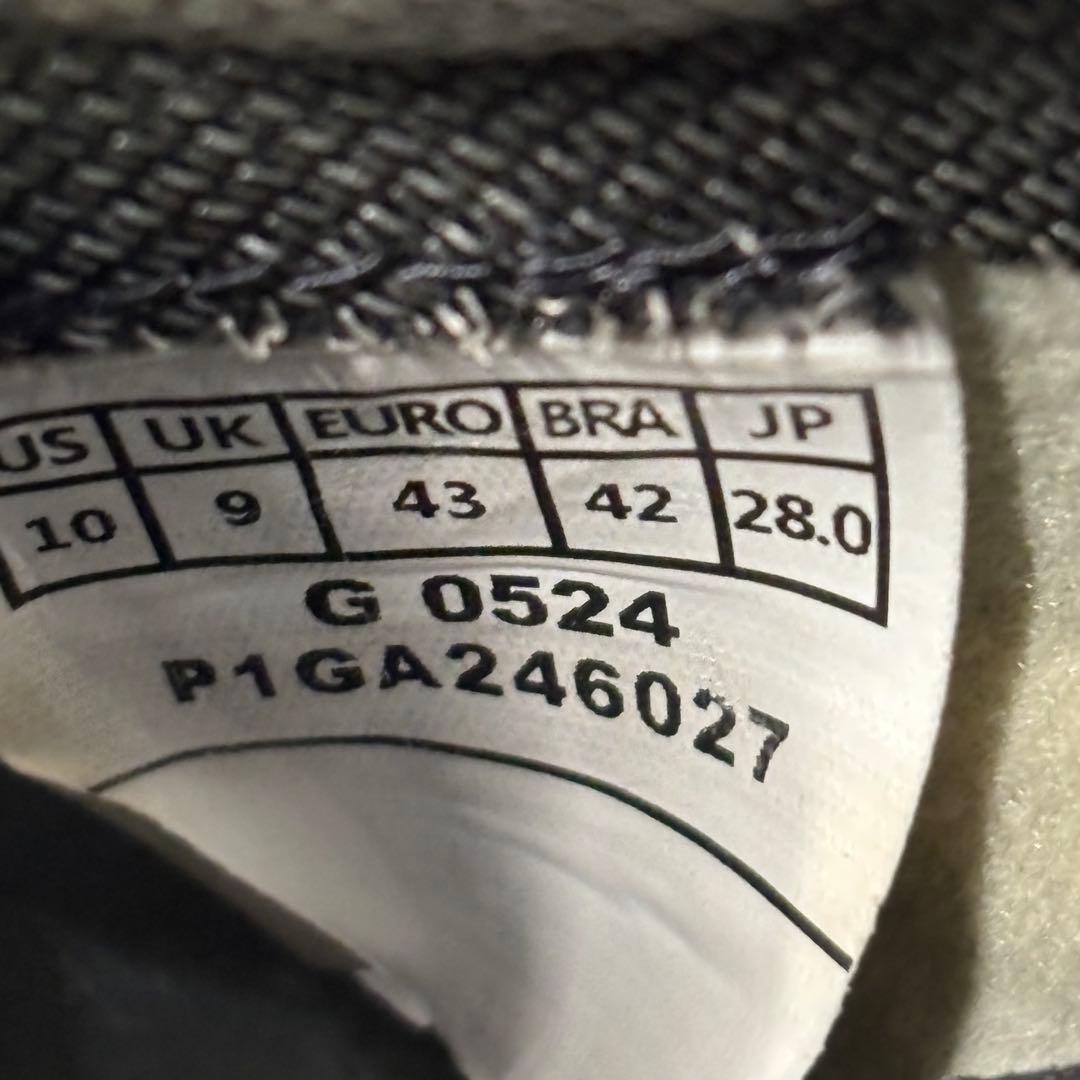 US UK EURO BRA JP
10 9 43 42 28.0
G 0524
P1GA246027